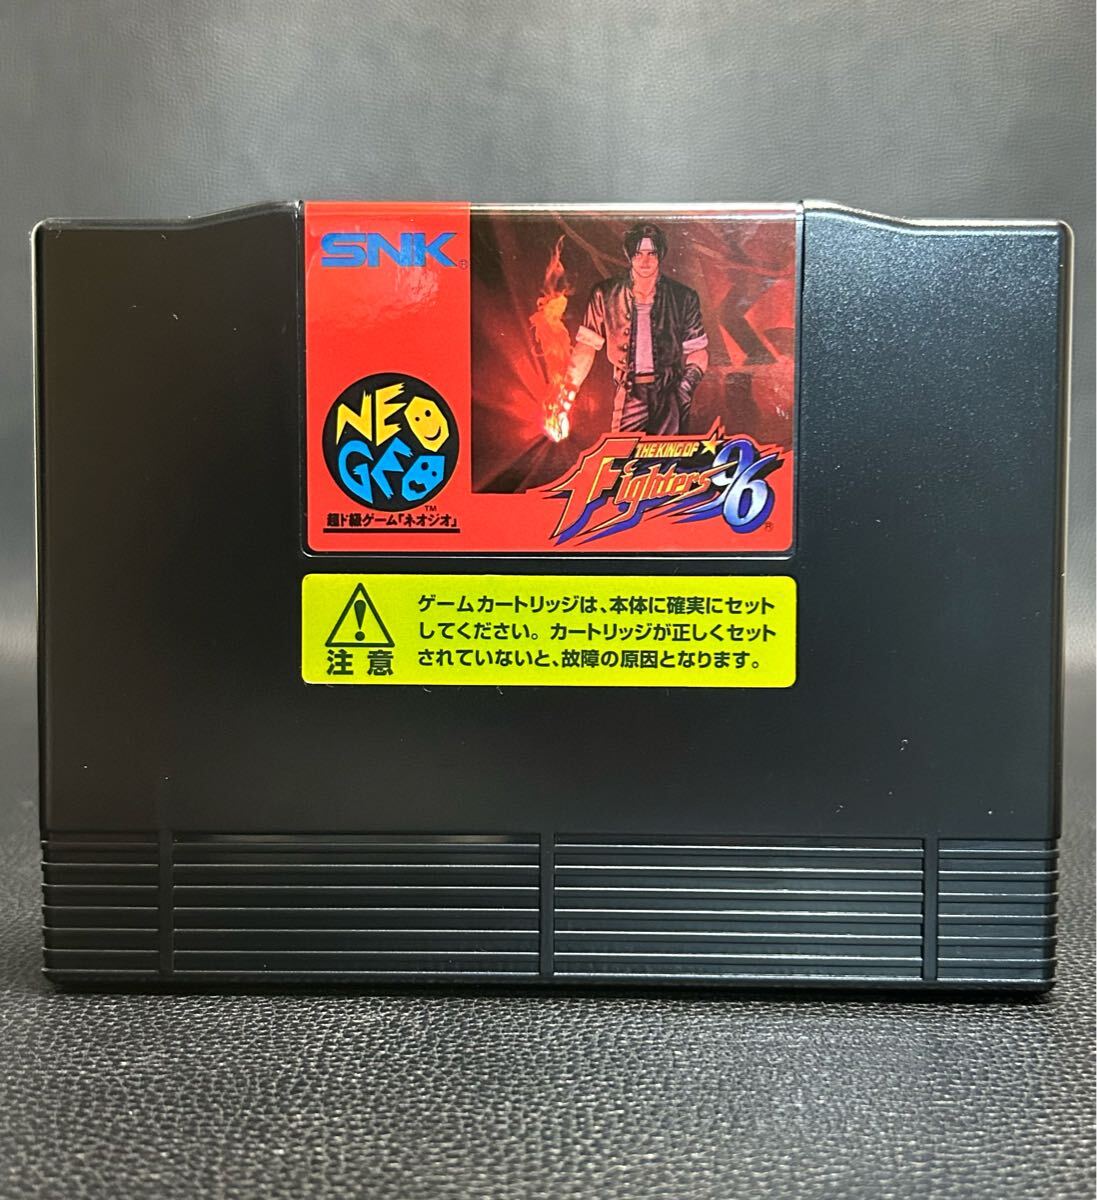 SNK®
NEO
GEO
TM
超ド級ゲーム「ネオジオ」
THE KING OF
Fighters '96
®
ゲームカートリッジは、本体に確実にセット
してください。カートリッジが正しくセット
されていないと、故障の原因となります。
注意